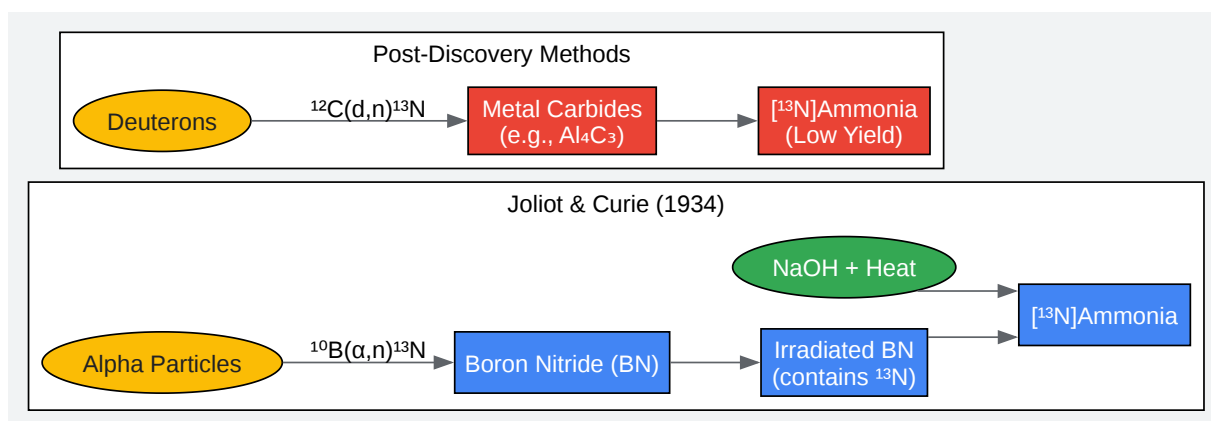 Post-Discovery Methods
Deuterons
¹²C(d,n)¹³N
Metal Carbides
(e.g., Al₄C₃)
[¹³N]Ammonia
(Low Yield)
Joliot & Curie (1934)
NaOH + Heat
[¹³N]Ammonia
Alpha Particles
¹⁰B(α,n)¹³N
Boron Nitride (BN)
Irradiated BN
(contains ¹³N)